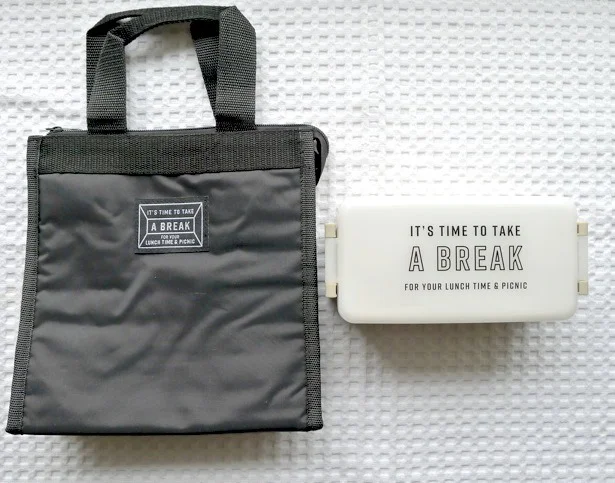 IT'S TIME TO TAKE
A BREAK
FOR YOUR
LUNCH TIME & PICNIC
IT'S TIME TO TAKE
A BREAK
FOR YOUR LUNCH TIME & PICNIC